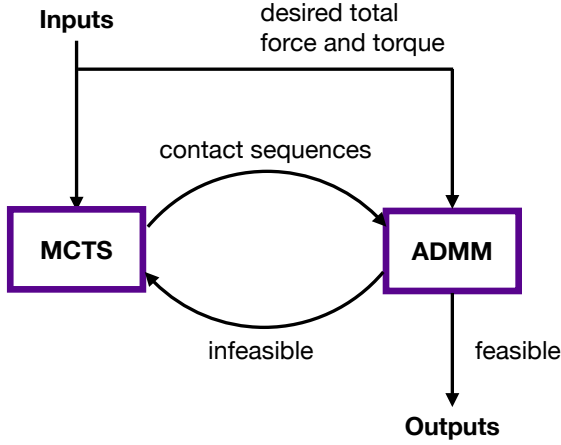 Inputs
desired total
force and torque
contact sequences
MCTS
ADMM
infeasible
feasible
Outputs